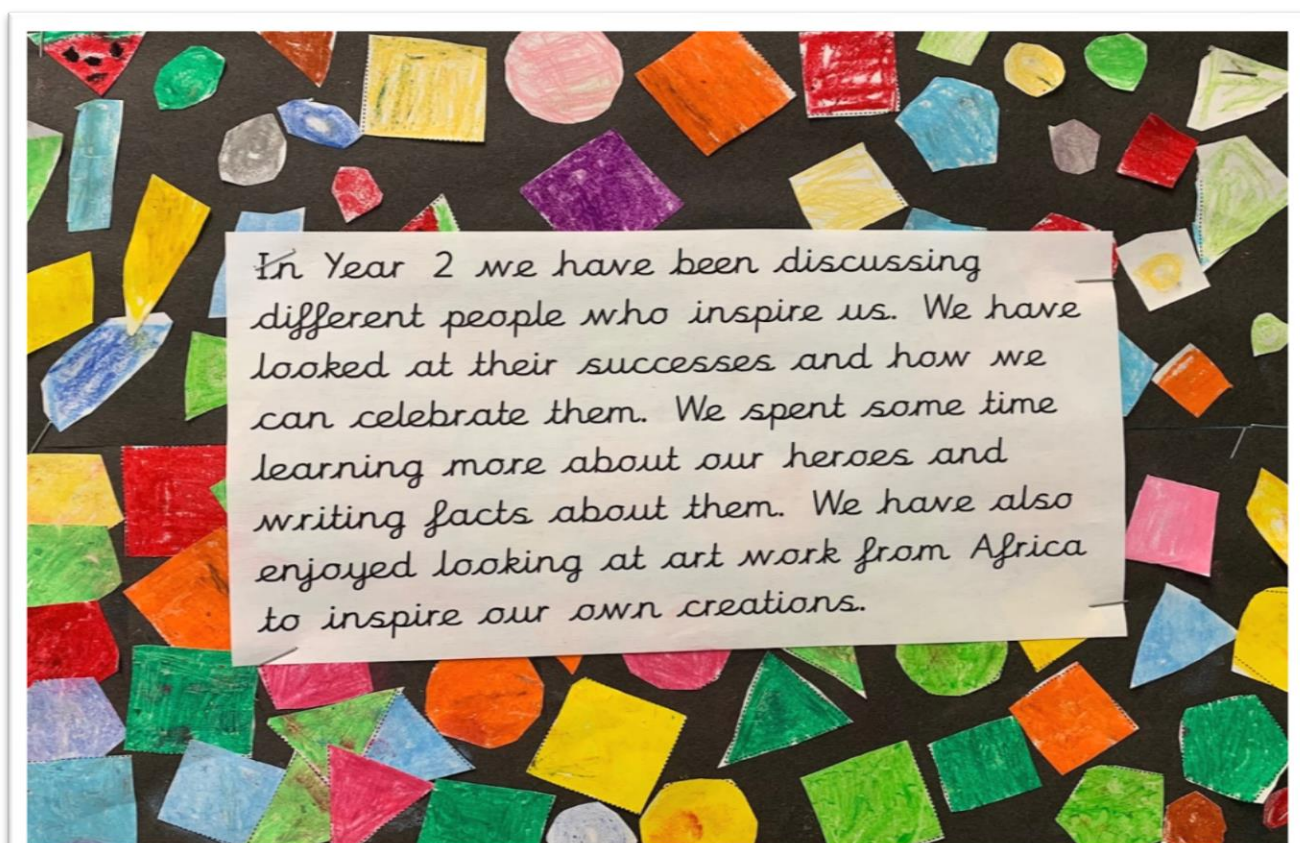 In Year 2 we have been discussing
different people who inspire us. We have
looked at their successes and how we
can celebrate them. We spent some time
learning more about our heroes and
writing facts about them. We have also
enjoyed looking at art work from Africa
to inspire our own creations.